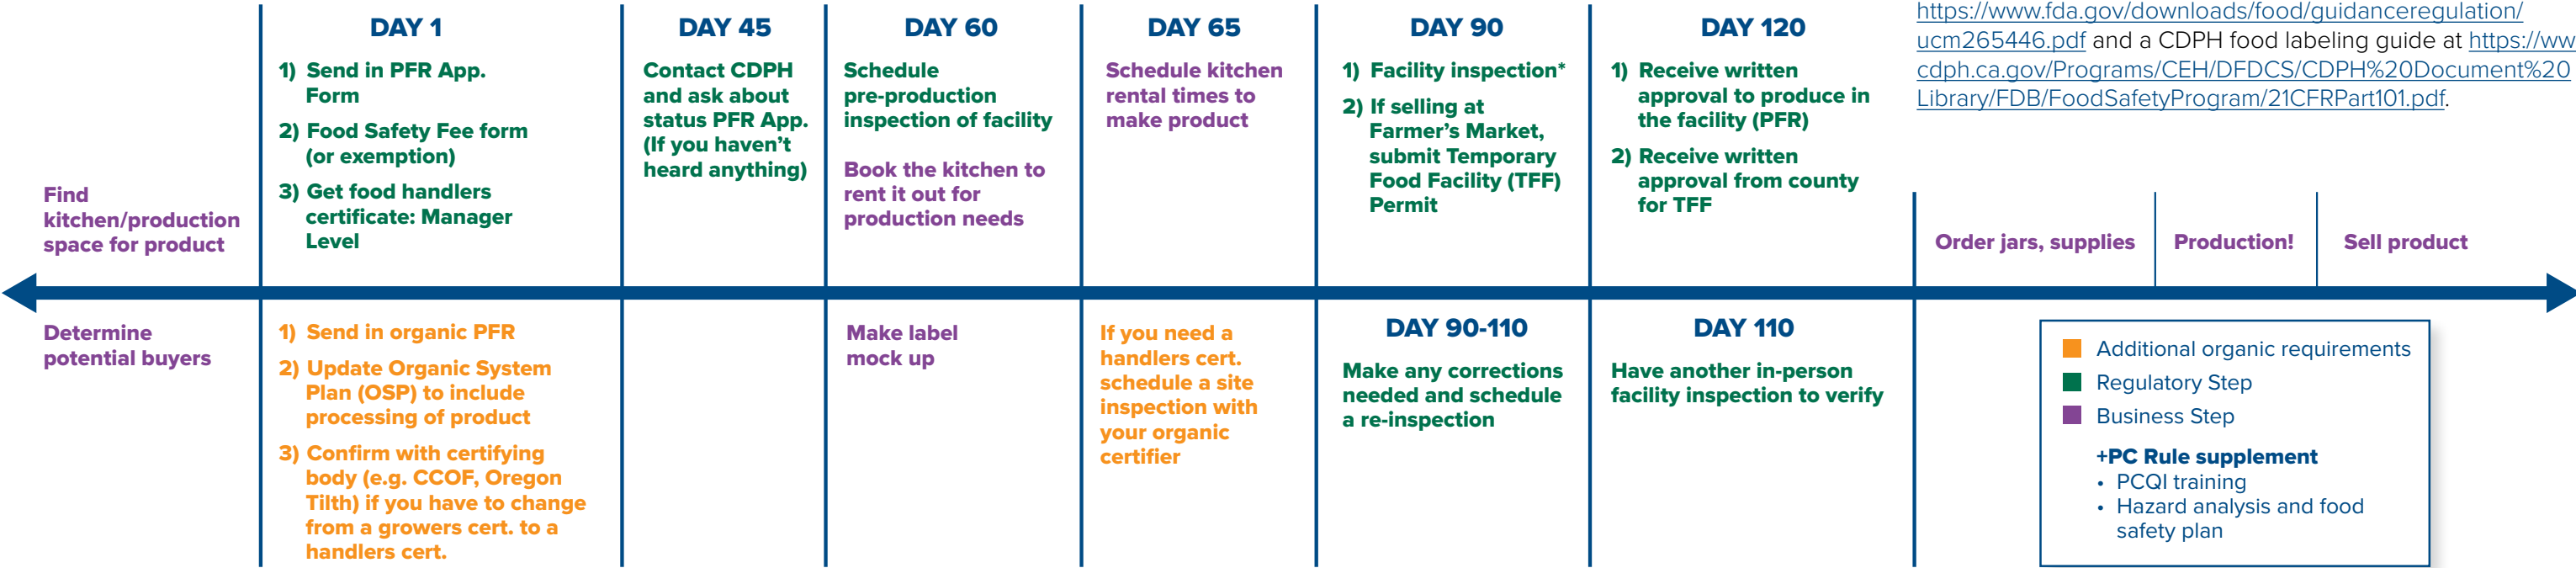 https://www.fda.gov/downloads/food/guidanceregulation/
ucm265446.pdf and a CDPH food labeling guide at https://ww
cdph.ca.gov/Programs/CEH/DFDCS/CDPH%20Document%20
Library/FDB/FoodSafetyProgram/21CFRPart101.pdf.
Find
kitchen/production
space for product
DAY 1
1) Send in PFR App.
Form
2) Food Safety Fee form
(or exemption)
3) Get food handlers
certificate: Manager
Level
DAY 45
Contact CDPH
and ask about
status PFR App.
(If you haven't
heard anything)
DAY 60
Schedule
pre-production
inspection of facility
Book the kitchen to
rent it out for
production needs
DAY 65
Schedule kitchen
rental times to
make product
DAY 90
1) Facility inspection*
2) If selling at
Farmer's Market,
submit Temporary
Food Facility (TFF)
Permit
DAY 120
1) Receive written
approval to produce in
the facility (PFR)
2) Receive written
approval from county
for TFF
Order jars, supplies
Production!
Sell product
Determine
potential buyers
1) Send in organic PFR
2) Update Organic System
Plan (OSP) to include
processing of product
3) Confirm with certifying
body (e.g. CCOF, Oregon
Tilth) if you have to change
from a growers cert. to a
handlers cert.
Make label
mock up
If you need a
handlers cert.
schedule a site
inspection with
your organic
certifier
DAY 90-110
Make any corrections
needed and schedule
a re-inspection
DAY 110
Have another in-person
facility inspection to verify
Additional organic requirements
Regulatory Step
Business Step
+PC Rule supplement
• PCQI training
• Hazard analysis and food
safety plan